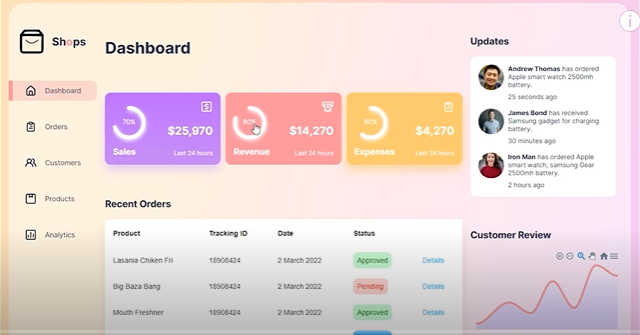 Shops
Dashboard
Dashboard
Orders
Customers
Products
Analytics
70%
$25,970
Sales
Last 24 hours
80%
$14,270
Revenue
Last 24 hours
60%
$4,270
Expenses
Last 24 hours
Recent Orders
Product Tracking ID Date Status
Lasania Chiken Fri 18908424 2 March 2022 Approved Details
Big Baza Bang 18908424 2 March 2022 Pending Details
Mouth Freshner 18908424 2 March 2022 Approved Details
Updates
Andrew Thomas has ordered
Apple smart watch 2500mh
battery.
25 seconds ago
James Bond has received
Samsung gadget for charging
battery.
30 minutes ago
Iron Man has ordered Apple
smart watch, samsung Gear
2500mh battery.
2 hours ago
Customer Review